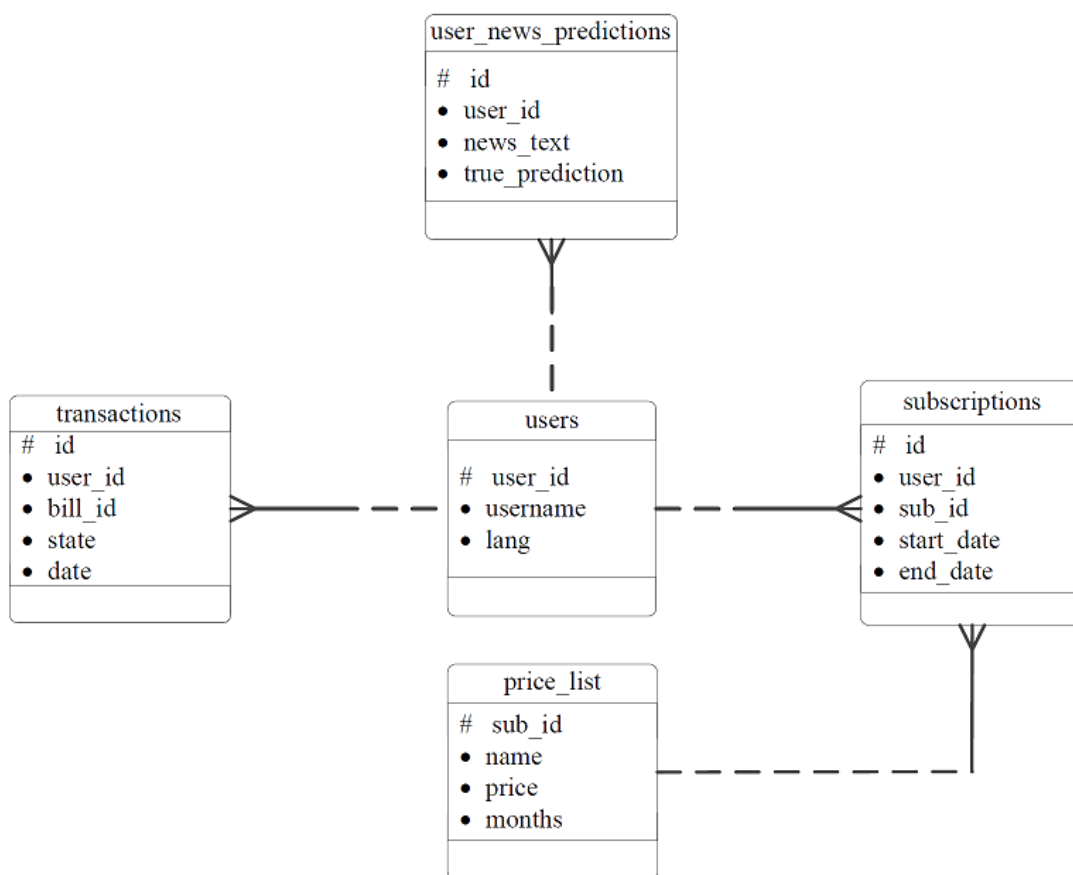 user_news_predictions
# id
● user_id
● news_text
● true_prediction
transactions
# id
● user_id
● bill_id
● state
● date
users
# user_id
● username
● lang
subscriptions
# id
● user_id
● sub_id
● start_date
● end_date
price_list
# sub_id
● name
● price
● months